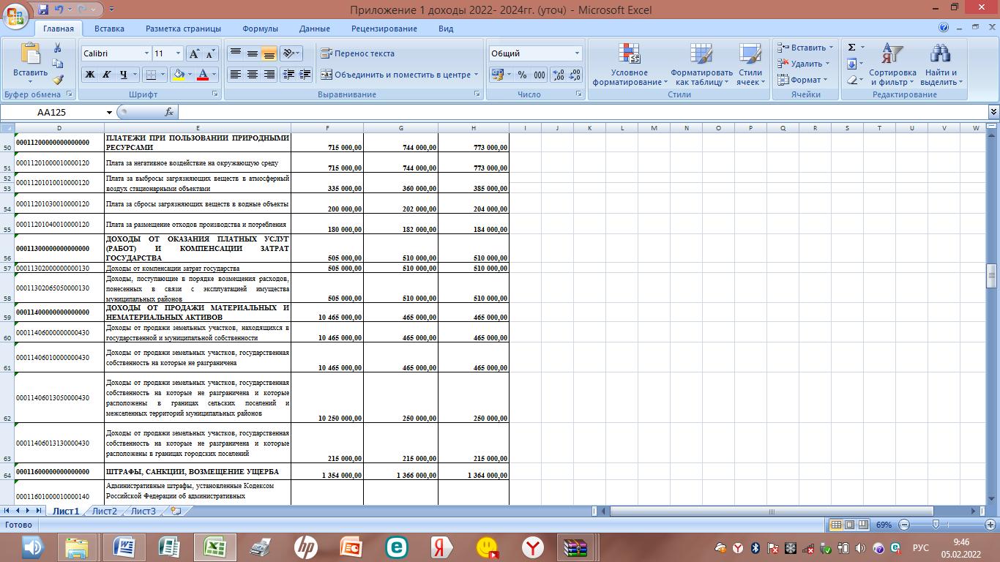 Приложение 1 доходы 2022- 2024гг. (уточ) - Microsoft Excel
Главная Вставка Разметка страницы Формулы Данные Рецензирование Вид
Вставить
Буфер обмена
Calibri 11
Ж К Ч
Шрифт
Перенос текста
Объединить и поместить в центре
Выравнивание
Общий
% 000
Число
Условное форматирование
Форматировать как таблицу
Стили ячеек
Стили
Вставить
Удалить
Формат
Ячейки
Сортировка и фильтр
Найти и выделить
Редактирование
AA125 fx
D E F G H I J K L M N O P Q R S T U V W
50 00011200000000000000 ПЛАТЕЖИ ПРИ ПОЛЬЗОВАНИИ ПРИРОДНЫМИ
РЕСУРСАМИ 715 000,00 744 000,00 773 000,00
51 00011201000010000120 Плата за негативное воздействие на окружающую среду 715 000,00 744 000,00 773 000,00
52 00011201010010000120 Плата за выбросы загрязняющих веществ в атмосферный
53 воздух стационарными объектами 335 000,00 360 000,00 385 000,00
54 00011201030010000120 Плата за сбросы загрязняющих веществ в водные объекты 200 000,00 202 000,00 204 000,00
55 00011201040010000120 Плата за размещение отходов производства и потребления 180 000,00 182 000,00 184 000,00
ДОХОДЫ ОТ ОКАЗАНИЯ ПЛАТНЫХ УСЛУГ
00011300000000000000 (РАБОТ) И КОМПЕНСАЦИИ ЗАТРАТ
56 ГОСУДАРСТВА 505 000,00 510 000,00 510 000,00
57 00011302000000000130 Доходы от компенсации затрат государства 505 000,00 510 000,00 510 000,00
Доходы, поступающие в порядке возмещения расходов,
00011302065050000130 понесенных в связи с эксплуатацией имущества
58 муниципальных районов 505 000,00 510 000,00 510 000,00
00011400000000000000 ДОХОДЫ ОТ ПРОДАЖИ МАТЕРИАЛЬНЫХ И
59 НЕМАТЕРИАЛЬНЫХ АКТИВОВ 10 465 000,00 465 000,00 465 000,00
00011406000000000430 Доходы от продажи земельных участков, находящихся в
60 государственной и муниципальной собственности 10 465 000,00 465 000,00 465 000,00
00011406010000000430 Доходы от продажи земельных участков, государственная
собственность на которые не разграничена
61 10 465 000,00 465 000,00 465 000,00
Доходы от продажи земельных участков, государственная
00011406013050000430 собственность на которые не разграничена и которые
расположены в границах сельских поселений и
межселенных территорий муниципальных районов
62 10 250 000,00 250 000,00 250 000,00
Доходы от продажи земельных участков, государственная
00011406013130000430 собственность на которые не разграничена и которые
расположены в границах городских поселений
63 215 000,00 215 000,00 215 000,00
64 00011600000000000000 ШТРАФЫ, САНКЦИИ, ВОЗМЕЩЕНИЕ УЩЕРБА 1 354 000,00 1 366 000,00 1 364 000,00
Административные штрафы, установленные Кодексом
00011601000010000140 Российской Федерации об административных
Лист1 Лист2 Лист3
Готово 69%
РУС 9:46
05.02.2022